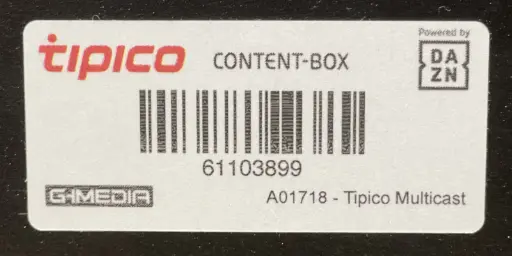 tipico CONTENT-BOX
Powered by
DA
ZN
61103899
G+MEDIA
A01718 - Tipico Multicast